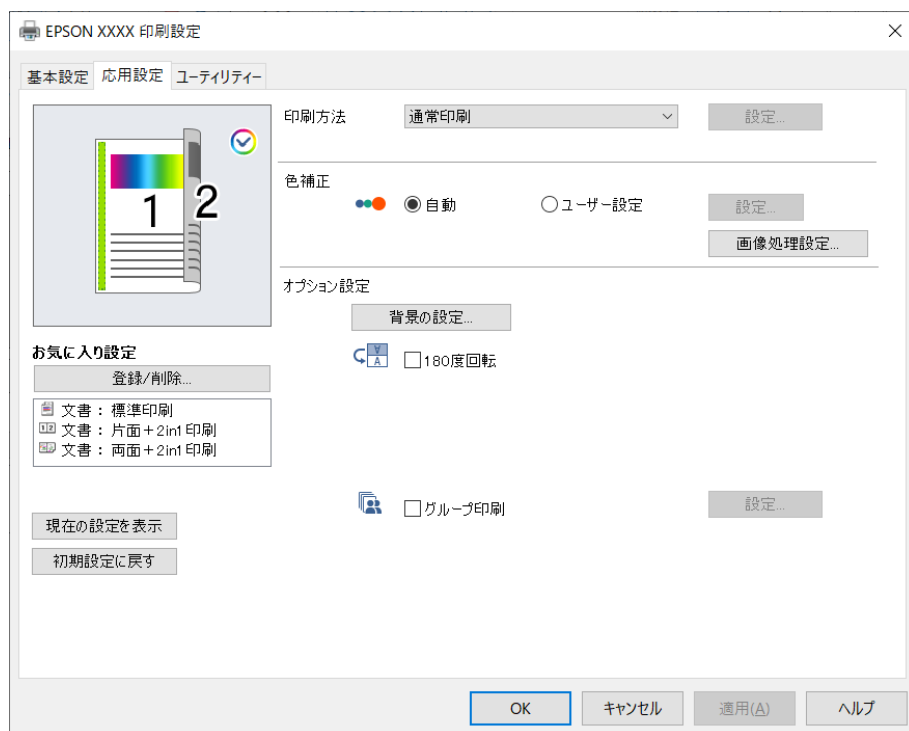 EPSON XXXX 印刷設定
基本設定 応用設定 ユーティリティー
印刷方法 通常印刷 設定...
1 2
色補正
自動 ユーザー設定 設定...
画像処理設定...
オプション設定
背景の設定...
お気に入り設定
180度回転
登録/削除...
文書 : 標準印刷
文書 : 片面+2in1 印刷
文書 : 両面+2in1 印刷
グループ印刷 設定...
現在の設定を表示
初期設定に戻す
OK キャンセル 適用(A) ヘルプ